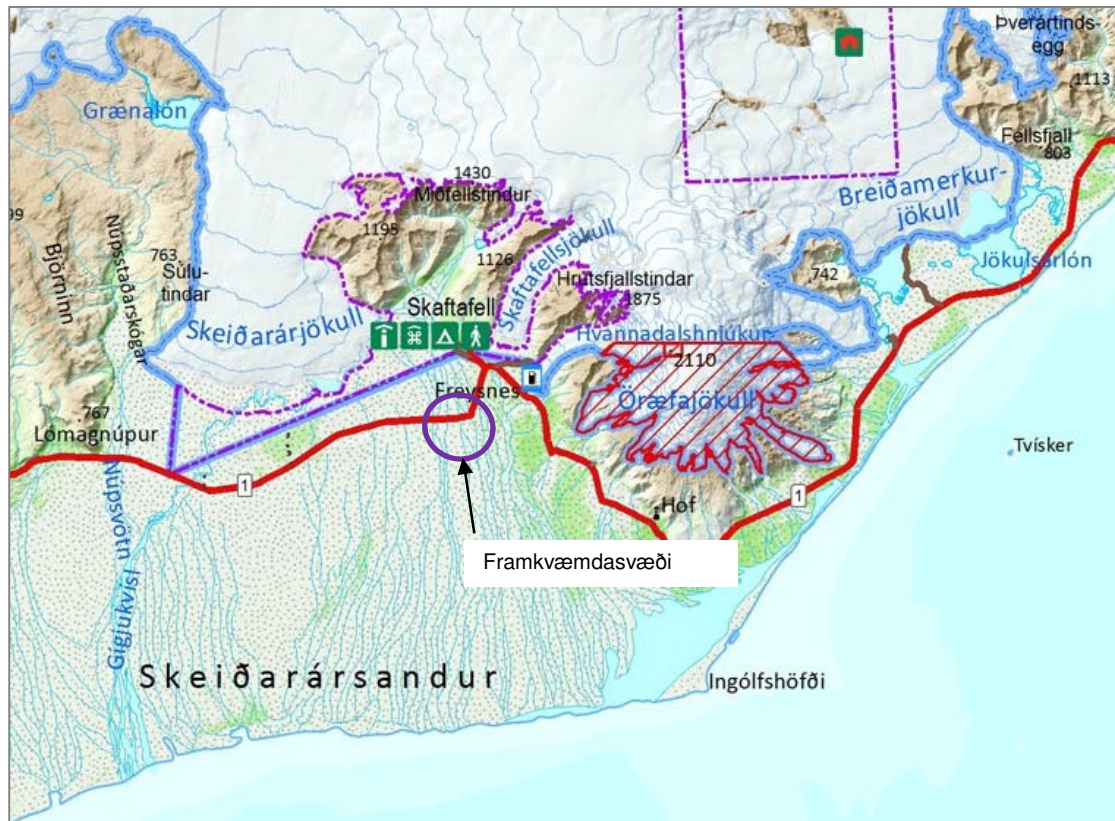 Þverártinds-
egg
1113
Grænalón
Fellsfjall
803
1430
Mjófellstindur
Breiðamerkur-
jökull
99
Björninn
Núpsstaðarskógar
763
Súlu-
tindar
1195
1126
Skaftafellsjökull
Hrútsfjallstindar
1875
742
Jökulsárlón
Skaftafell
Skeiðarárjökull
Hvannadalshnjúkur
2110
Freysnes
Öræfajökull
767
Lómagnúpur
Tvísker
1
1
Núpsvötn
Gígjukvísl
Hof
Framkvæmdasvæði
Skeiðarársandur
Ingólfshöfði